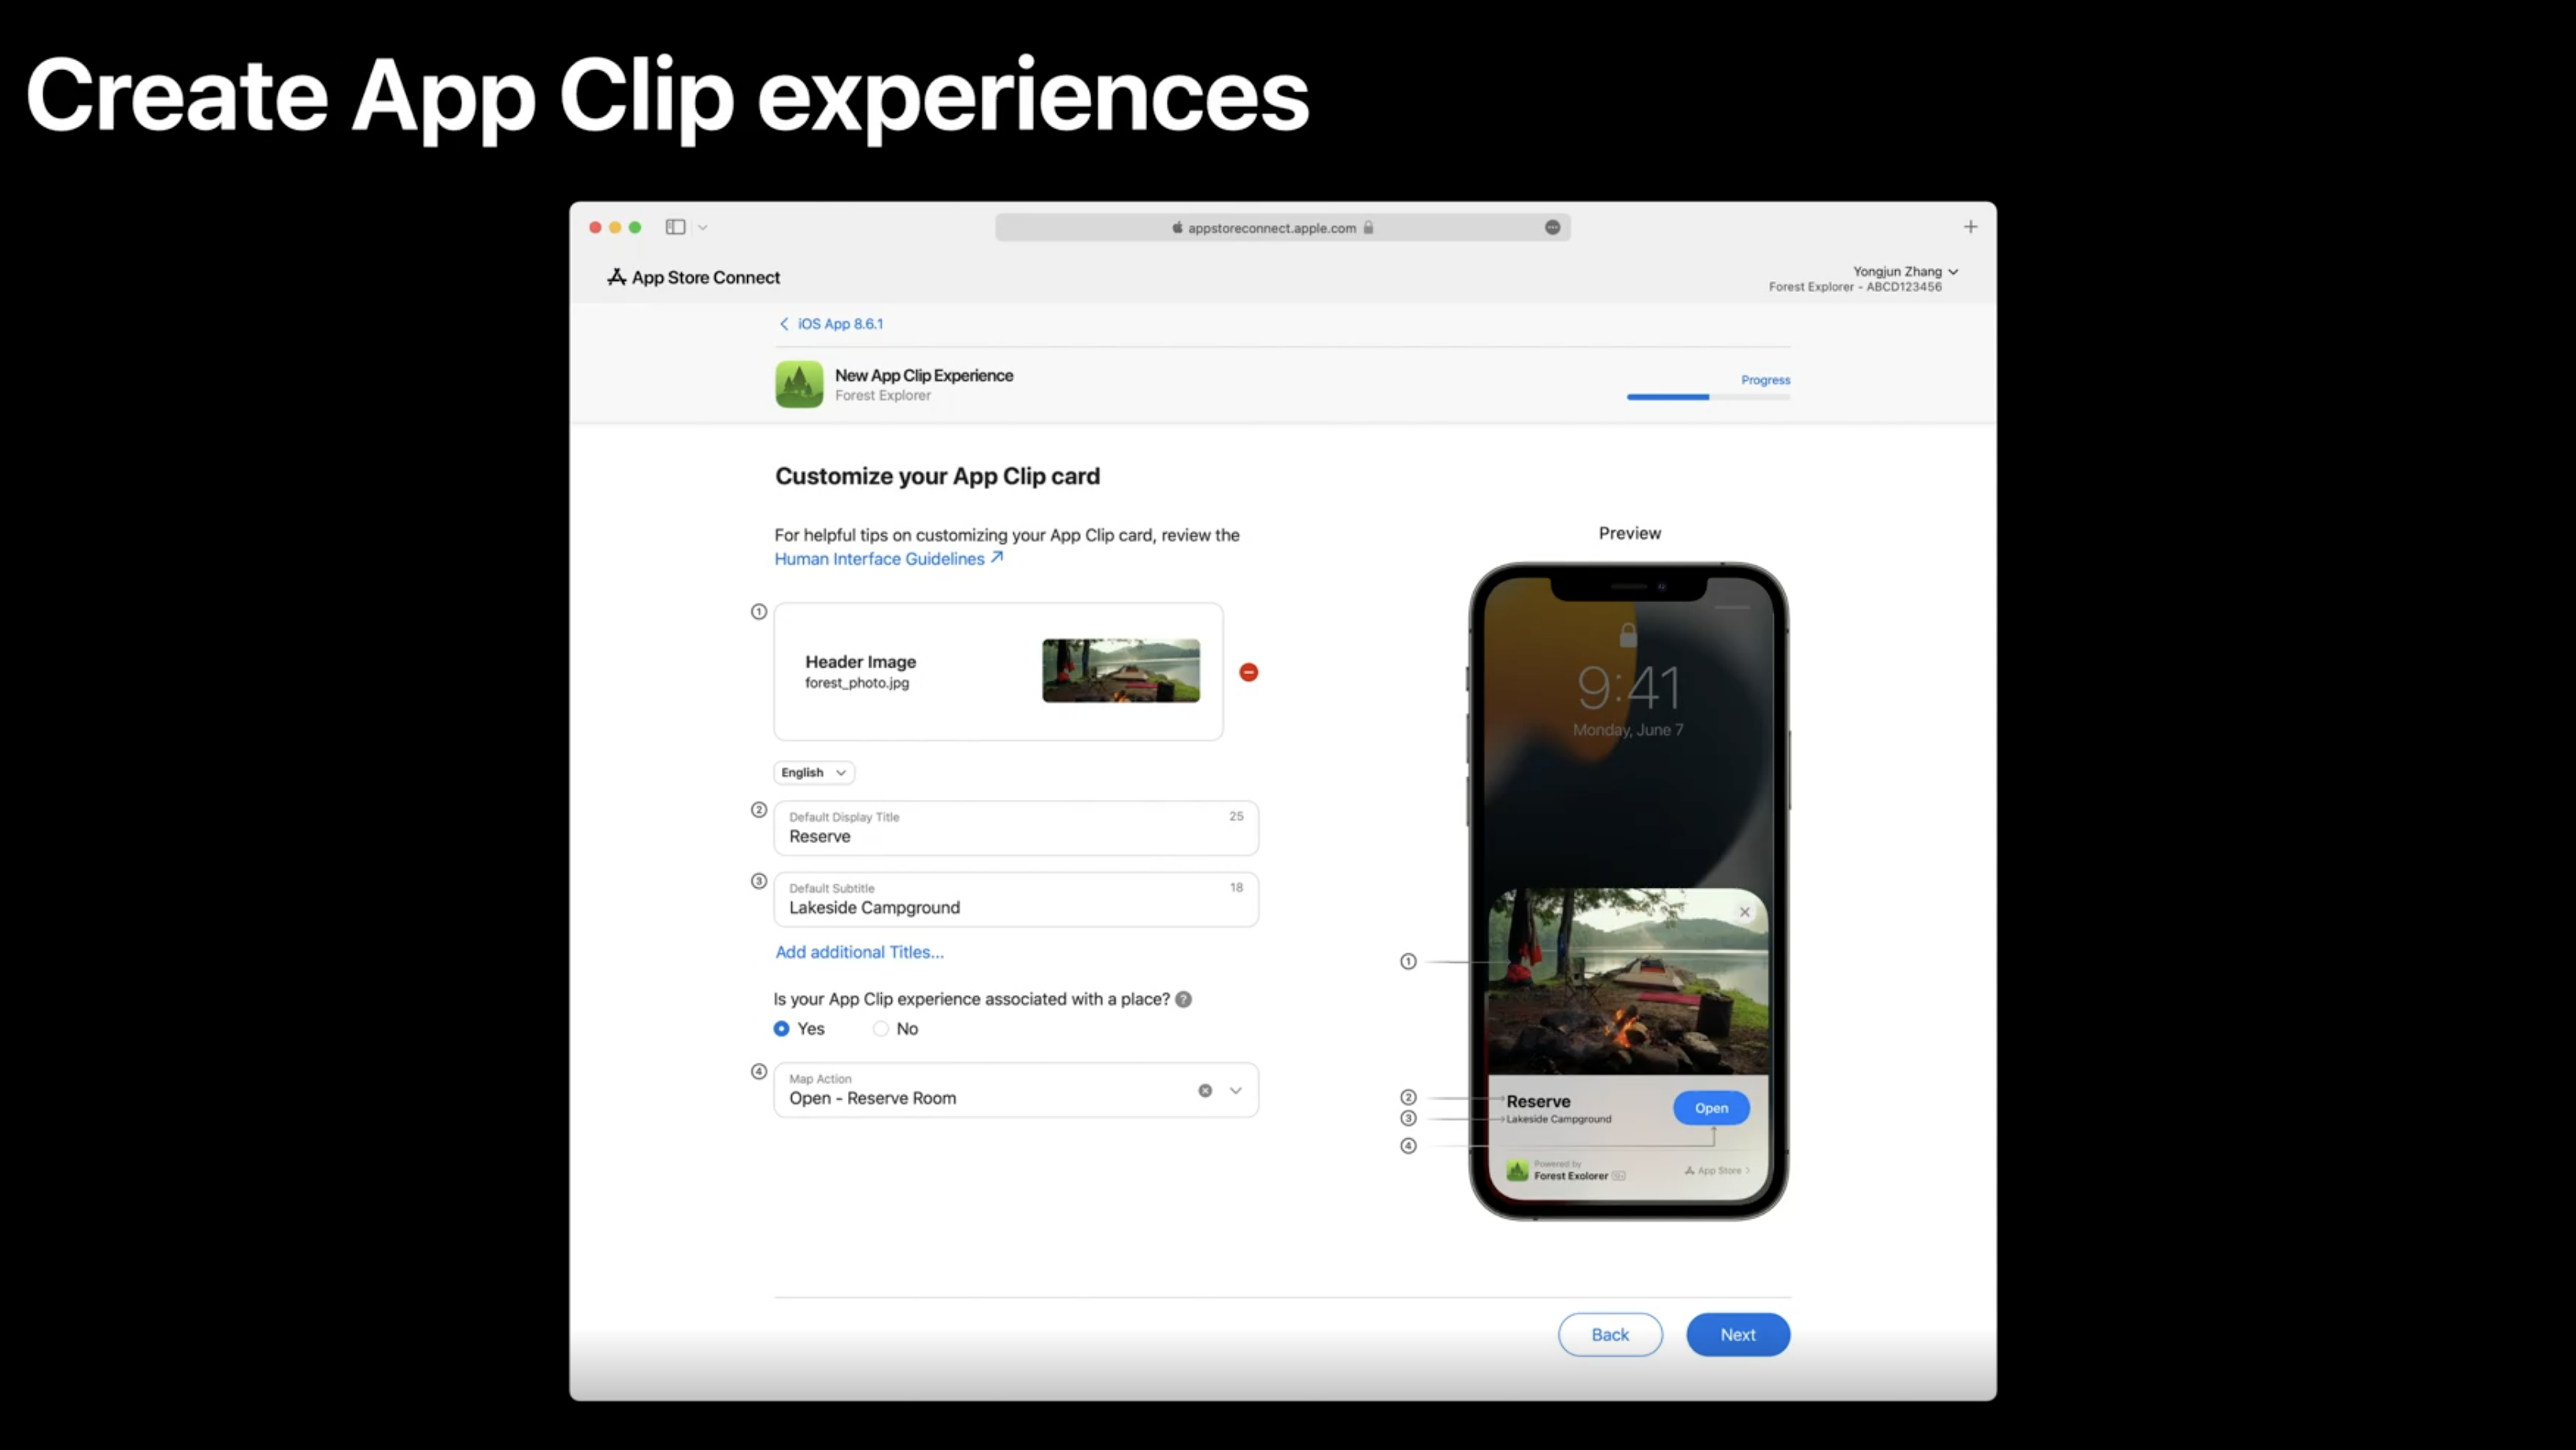 Create App Clip experiences
appstoreconnect.apple.com
App Store Connect
Yongjun Zhang
Forest Explorer - ABCD123456
iOS App 8.6.1
New App Clip Experience
Forest Explorer
Progress
Customize your App Clip card
For helpful tips on customizing your App Clip card, review the
Human Interface Guidelines
1
Header Image
forest_photo.jpg
English
2
Default Display Title
25
Reserve
3
Default Subtitle
18
Lakeside Campground
Add additional Titles...
Is your App Clip experience associated with a place? ?
Yes
No
4
Map Action
Open - Reserve Room
Preview
9:41
Monday, June 7
1
2
Reserve
3
Lakeside Campground
Open
4
Powered by
Forest Explorer
App Store
Back
Next